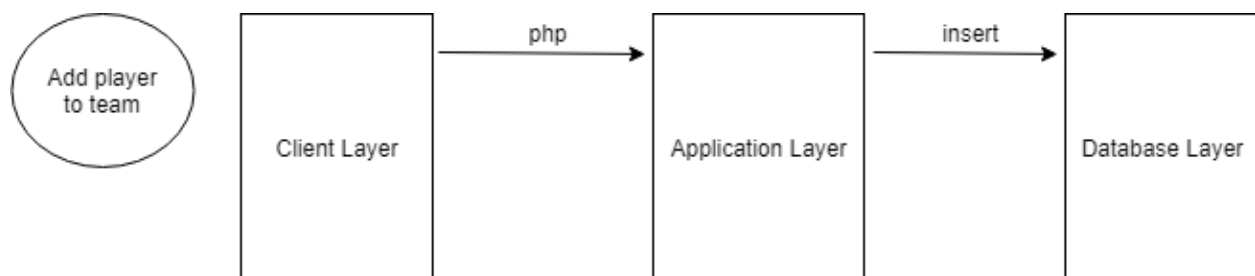 Add player
to team
Client Layer
php
Application Layer
insert
Database Layer